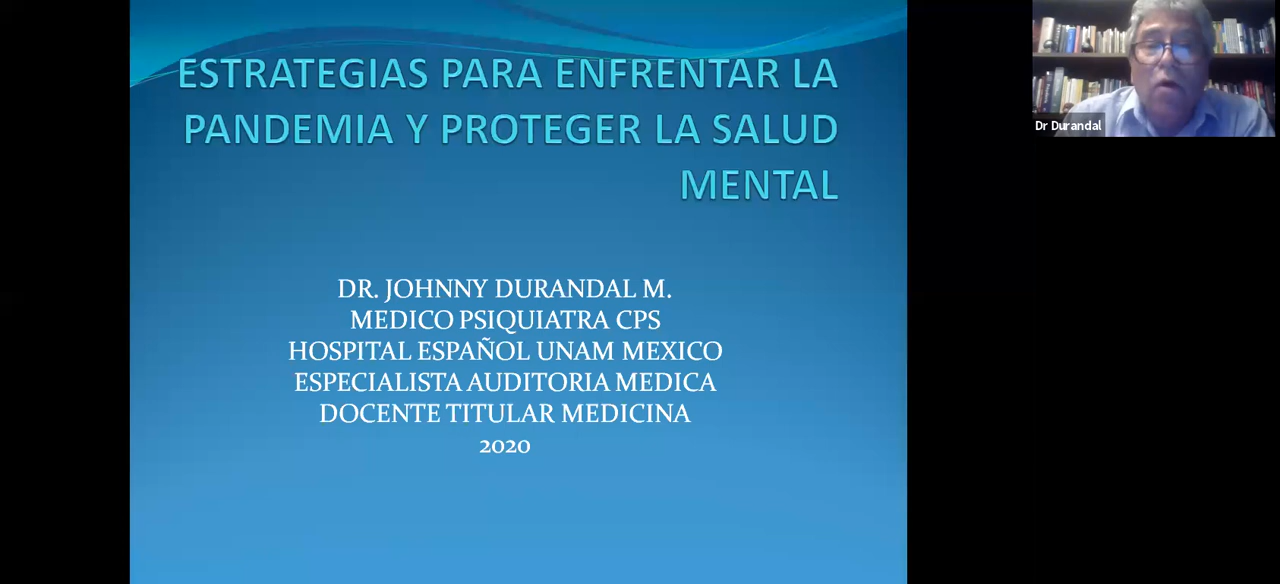 ESTRATEGIAS PARA ENFRENTAR LA
PANDEMIA Y PROTEGER LA SALUD
MENTAL
DR. JOHNNY DURANDAL M.
MEDICO PSIQUIATRA CPS
HOSPITAL ESPAÑOL UNAM MEXICO
ESPECIALISTA AUDITORIA MEDICA
DOCENTE TITULAR MEDICINA
2020
Dr Durandal